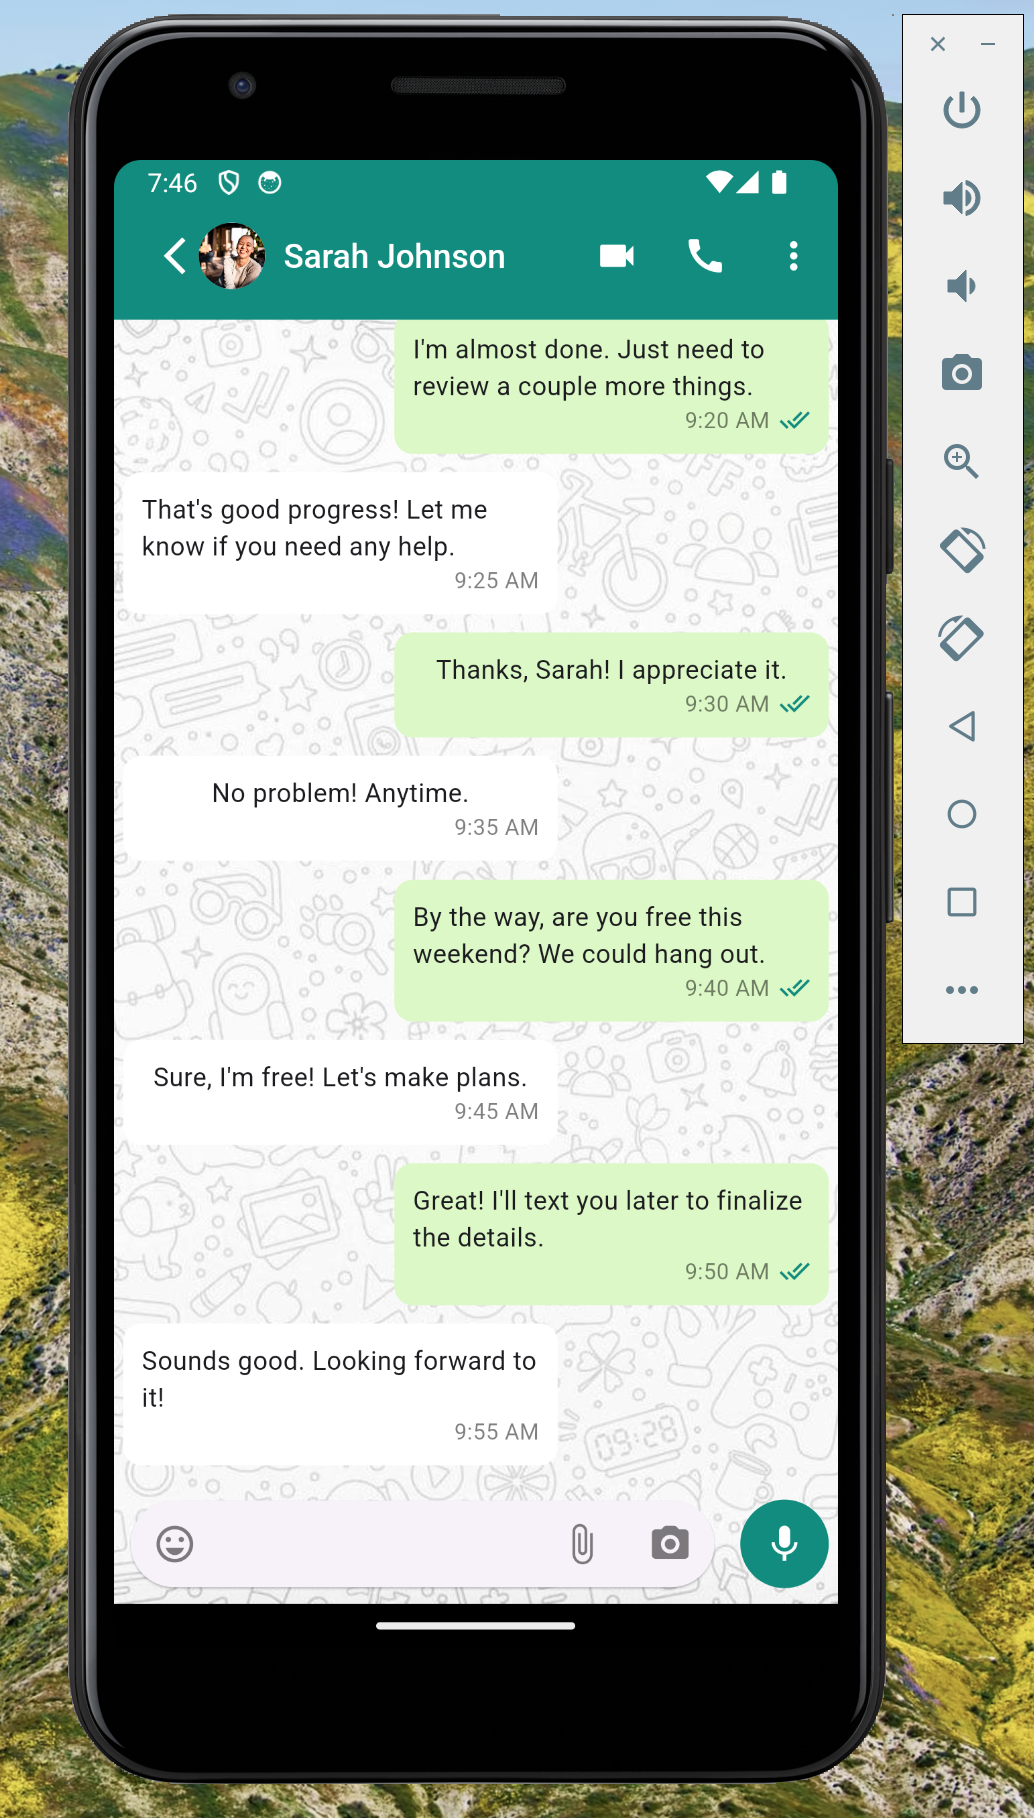 7:46
Sarah Johnson
I'm almost done. Just need to
review a couple more things.
9:20 AM
That's good progress! Let me
know if you need any help.
9:25 AM
Thanks, Sarah! I appreciate it.
9:30 AM
No problem! Anytime.
9:35 AM
By the way, are you free this
weekend? We could hang out.
9:40 AM
Sure, I'm free! Let's make plans.
9:45 AM
Great! I'll text you later to finalize
the details.
9:50 AM
Sounds good. Looking forward to
it!
9:55 AM
09:28